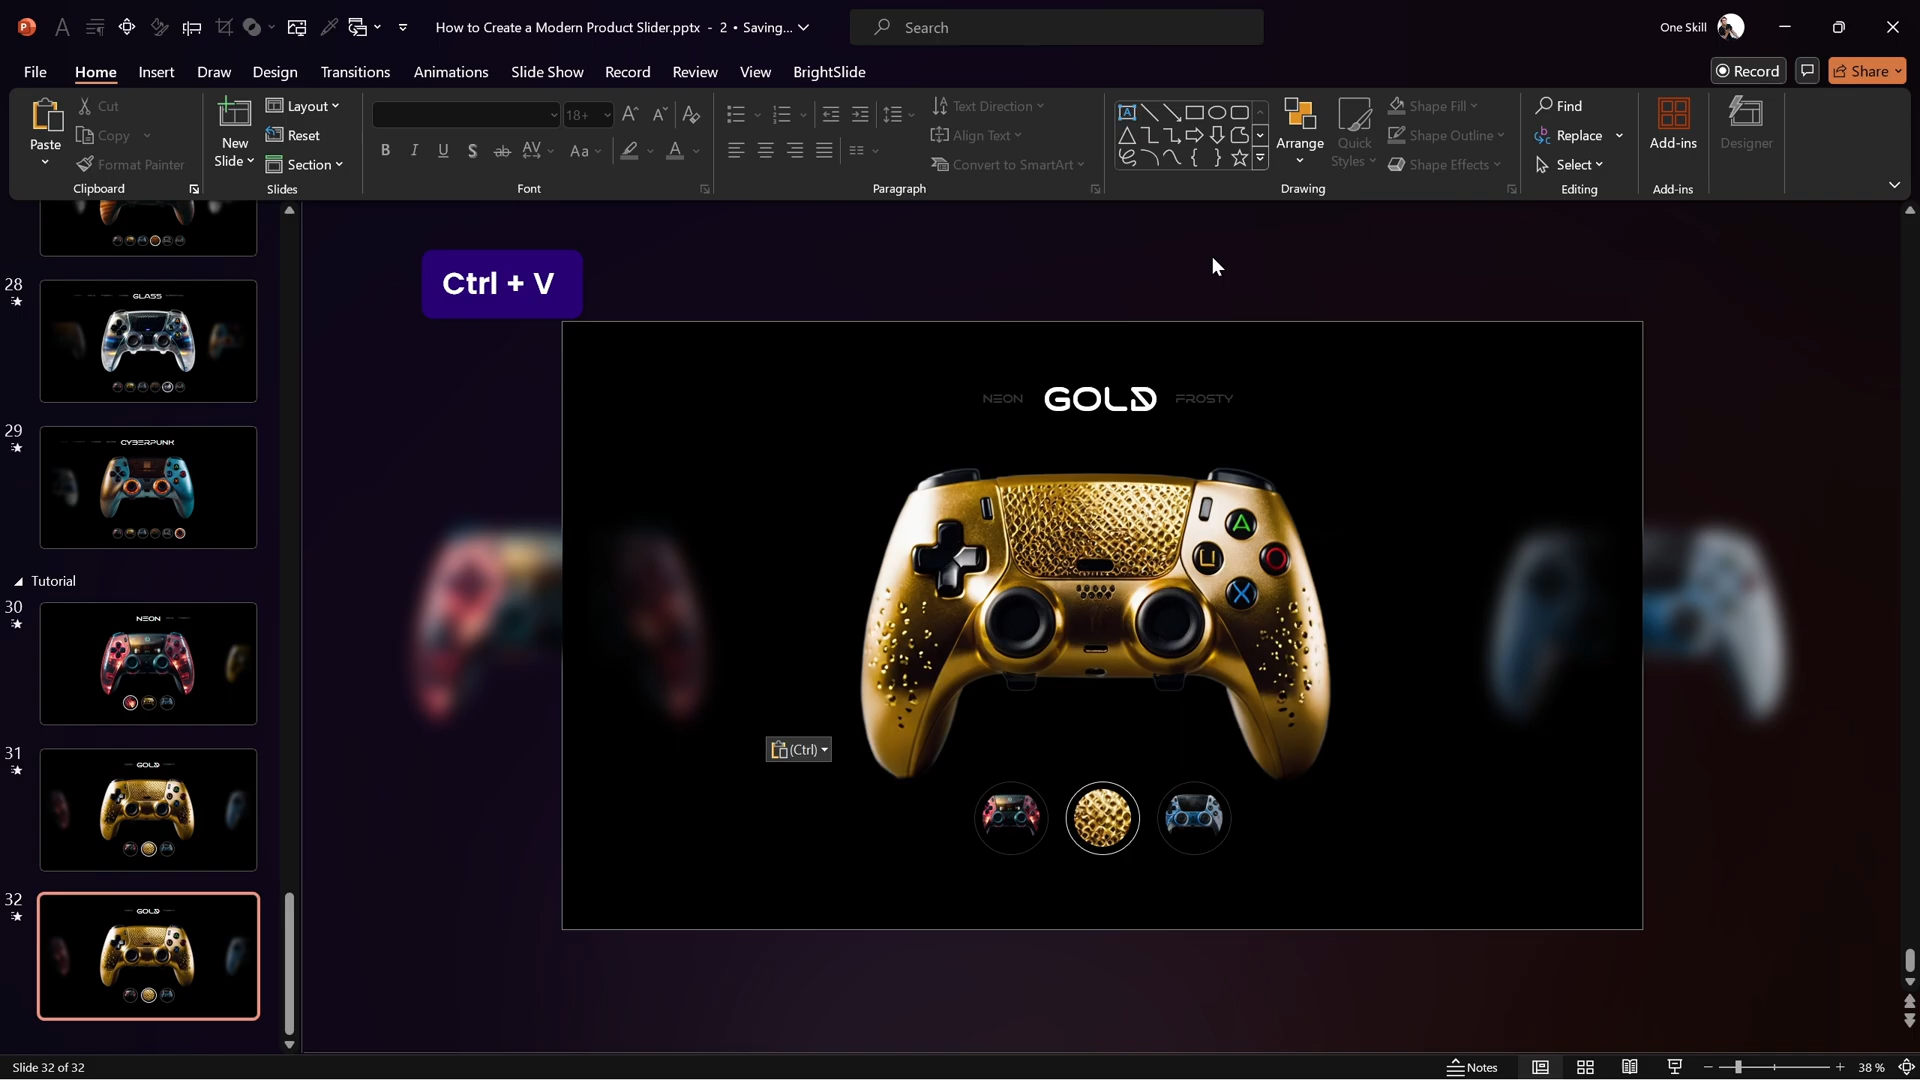 How to Create a Modern Product Slider.pptx - 2 • Saving...
Search
One Skill
File
Home
Insert
Draw
Design
Transitions
Animations
Slide Show
Record
Review
View
BrightSlide
Record
Share
Paste
Cut
Copy
Format Painter
Clipboard
New
Slide
Layout
Reset
Section
Slides
18+
Font
Paragraph
Text Direction
Align Text
Convert to SmartArt
Arrange
Quick
Styles
Shape Fill
Shape Outline
Shape Effects
Drawing
Find
Replace
Select
Editing
Add-ins
Add-ins
Designer
28
GLASS
29
CYBERPUNK
Tutorial
30
NEON
31
GOLD
32
GOLD
Ctrl + V
NEON GOLD FROSTY
(Ctrl)
Slide 32 of 32
Notes
38 %